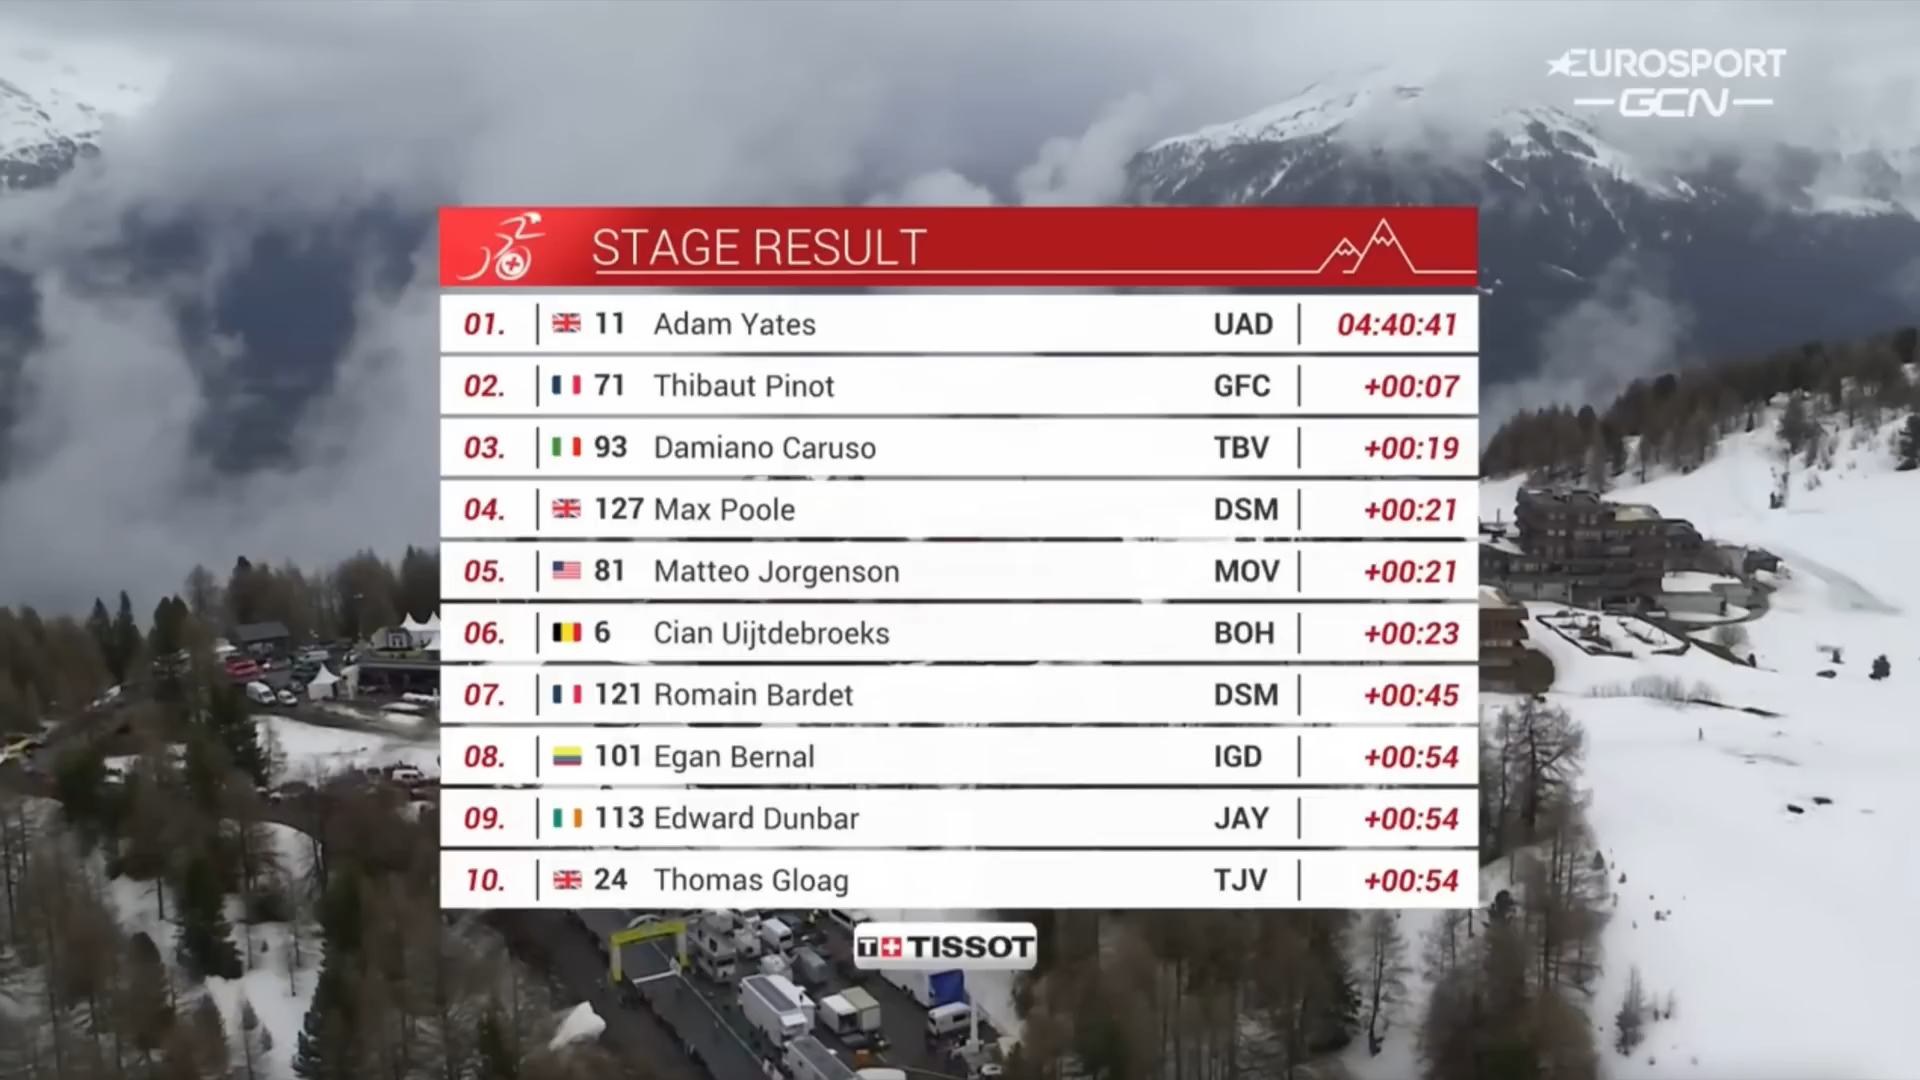 EUROSPORT
GCN
STAGE RESULT
01. 11 Adam Yates UAD 04:40:41
02. 71 Thibaut Pinot GFC +00:07
03. 93 Damiano Caruso TBV +00:19
04. 127 Max Poole DSM +00:21
05. 81 Matteo Jorgenson MOV +00:21
06. 6 Cian Uijtdebroeks BOH +00:23
07. 121 Romain Bardet DSM +00:45
08. 101 Egan Bernal IGD +00:54
09. 113 Edward Dunbar JAY +00:54
10. 24 Thomas Gloag TJV +00:54
T+ TISSOT